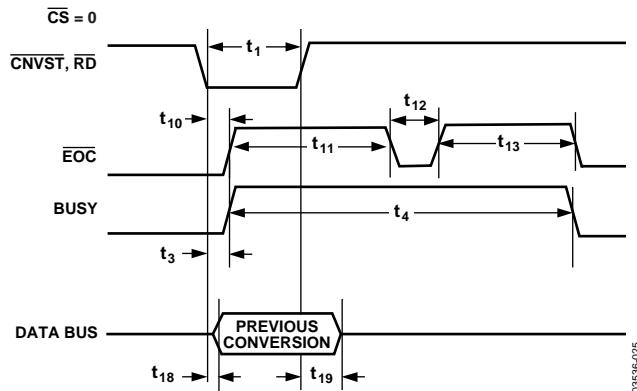 CS = 0
t1
CNVST, RD
t10
t12
EOC
t11
t13
BUSY
t4
t3
DATA BUS
PREVIOUS
CONVERSION
t18
t19
03536-025